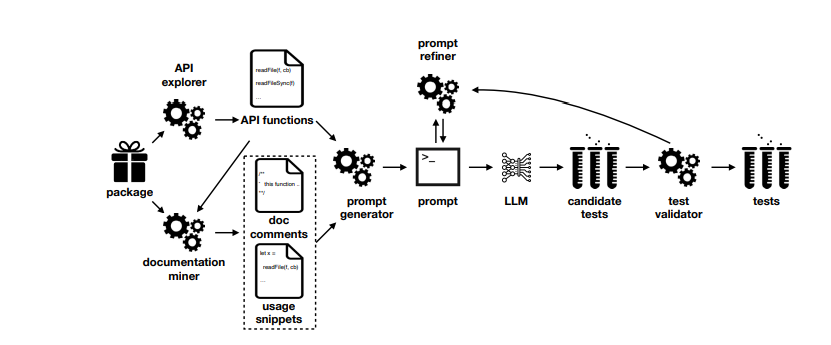 prompt
refiner
API
explorer
readFile(f, cb)
readFileSync(f)
...
API functions
package
/**
* this function ..
**/
doc
comments
documentation
miner
let x =
readFile(f, cb)
...
usage
snippets
prompt
generator
>_
prompt
LLM
candidate
tests
test
validator
tests